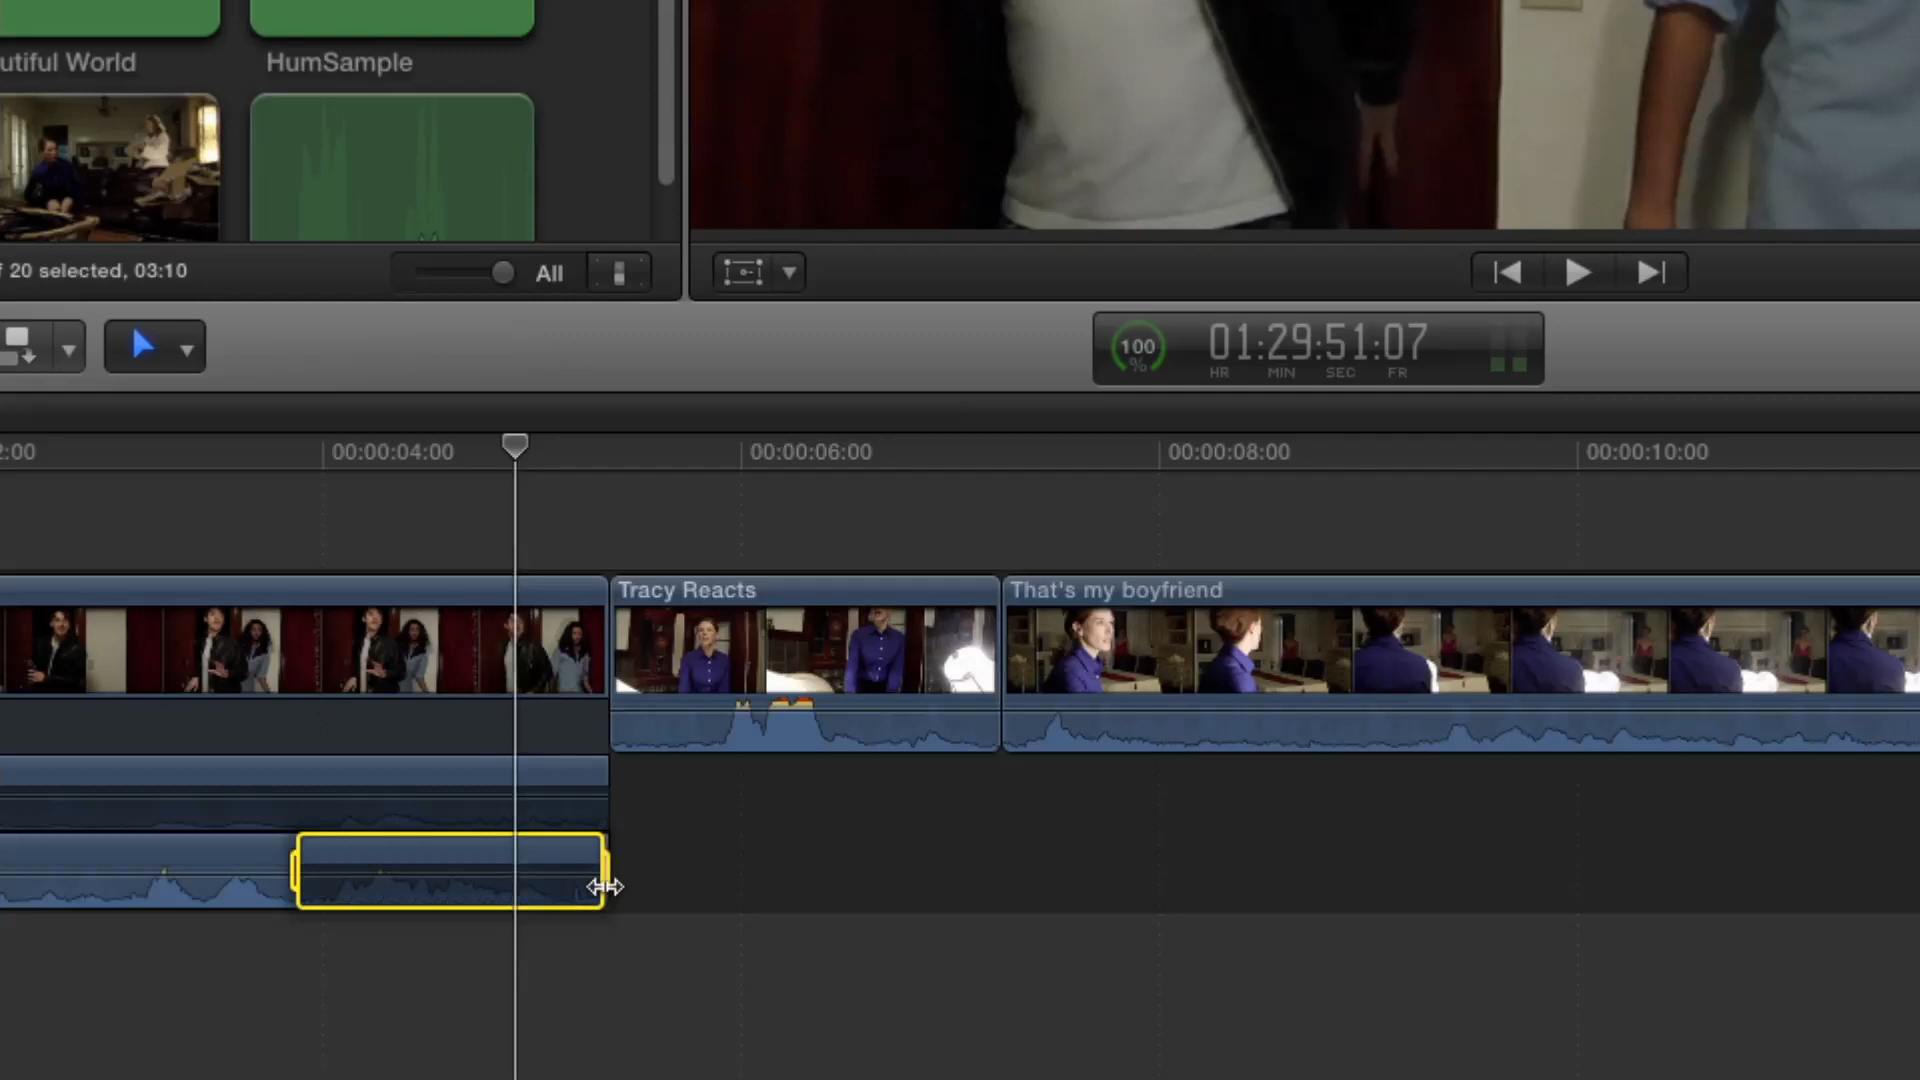 utiful World
HumSample
f 20 selected, 03:10
All
100
%
01:29:51:07
HR MIN SEC FR
2:00
00:00:04:00
00:00:06:00
00:00:08:00
00:00:10:00
Tracy Reacts
That's my boyfriend